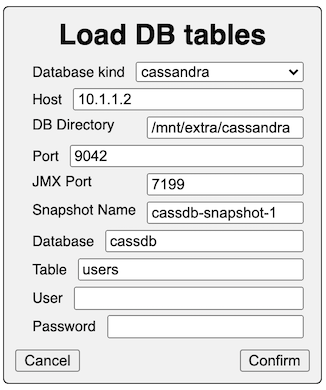 Load DB tables
Database kind cassandra
Host 10.1.1.2
DB Directory /mnt/extra/cassandra
Port 9042
JMX Port 7199
Snapshot Name cassdb-snapshot-1
Database cassdb
Table users
User
Password
Cancel Confirm